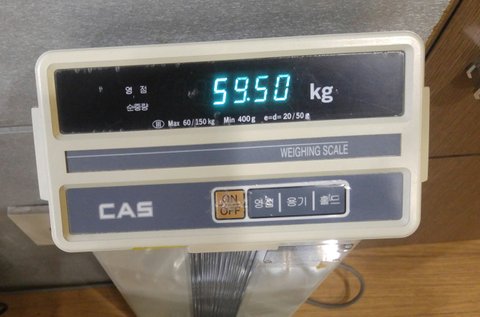 영점 59.50 kg
순중량
Ⅲ Max 60/150 kg Min 400 g e=d= 20/50 g
WEIGHING SCALE
CAS ON OFF 영점 용기 홀드